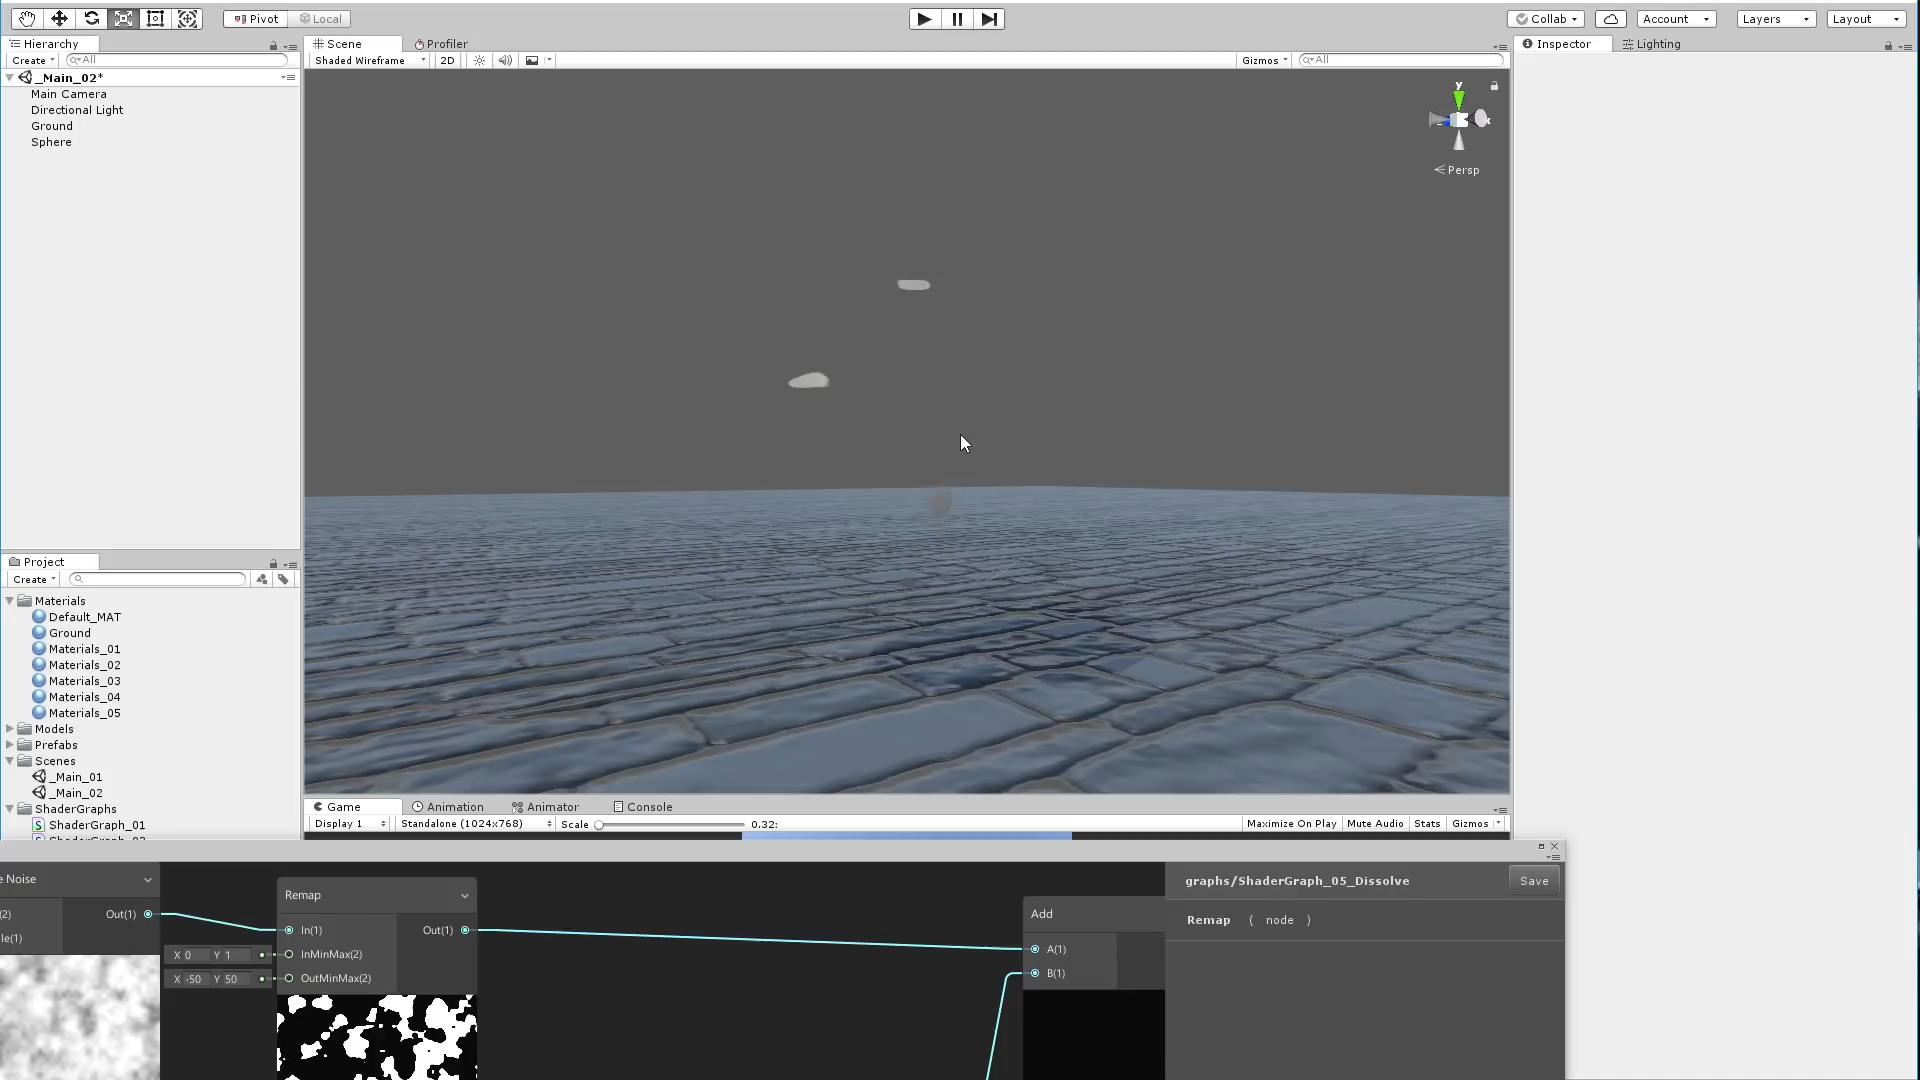 Pivot Local Collab Account Layers Layout
Hierarchy Scene Profiler Inspector Lighting
Create All Shaded Wireframe 2D Gizmos All
_Main_02*
Main Camera
Directional Light
Ground
Sphere
y
Persp
Project
Create
Materials
Default_MAT
Ground
Materials_01
Materials_02
Materials_03
Materials_04
Materials_05
Models
Prefabs
Scenes
_Main_01
_Main_02
ShaderGraphs
ShaderGraph_01
Game Animation Animator Console
Display 1 Standalone (1024x768) Scale 0.32: Maximize On Play Mute Audio Stats Gizmos
e Noise
(2) Out(1)
le(1)
Remap
In(1) Out(1)
X 0 Y 1 InMinMax(2)
X -50 Y 50 OutMinMax(2)
Add
A(1)
B(1)
graphs/ShaderGraph_05_Dissolve Save
Remap ( node )